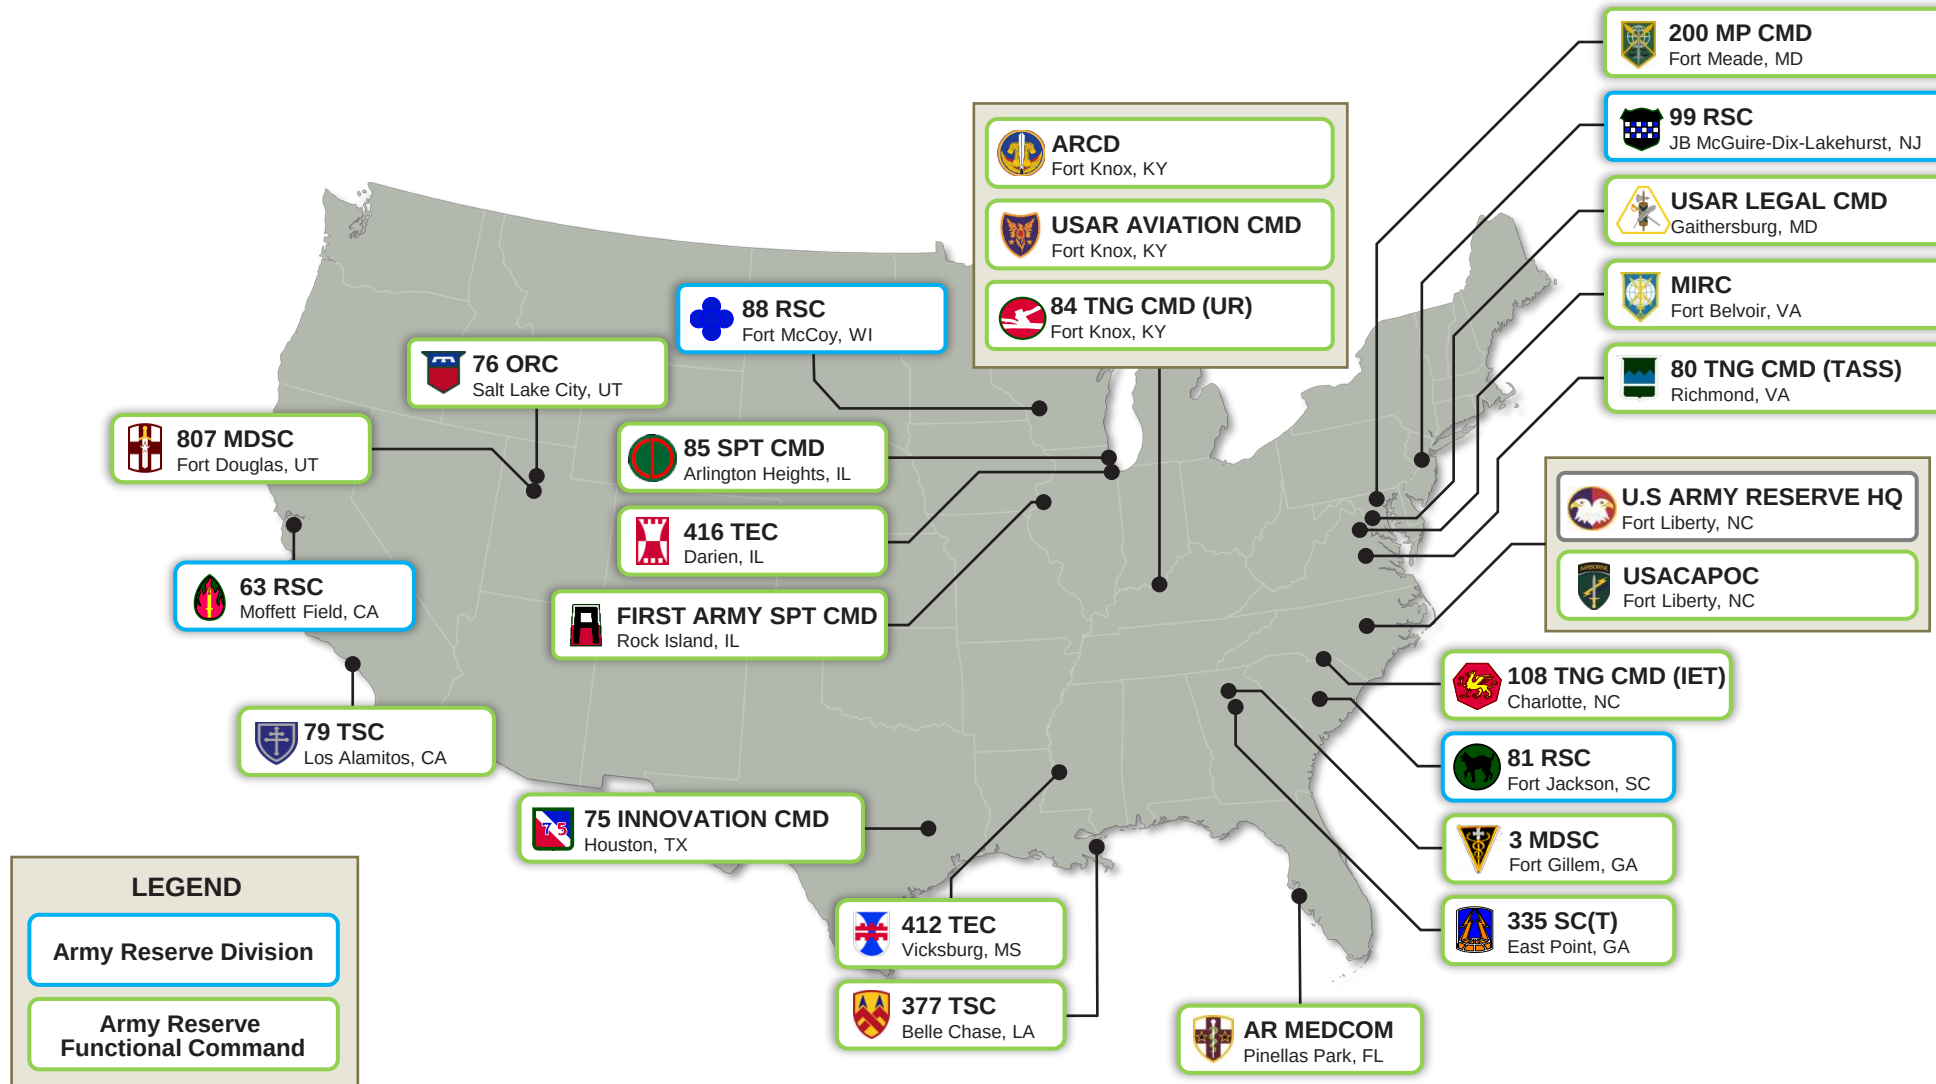 200 MP CMD
Fort Meade, MD
99 RSC
JB McGuire-Dix-Lakehurst, NJ
USAR LEGAL CMD
Gaithersburg, MD
MIRC
Fort Belvoir, VA
80 TNG CMD (TASS)
Richmond, VA
ARCD
Fort Knox, KY
USAR AVIATION CMD
Fort Knox, KY
84 TNG CMD (UR)
Fort Knox, KY
88 RSC
Fort McCoy, WI
76 ORC
Salt Lake City, UT
807 MDSC
Fort Douglas, UT
85 SPT CMD
Arlington Heights, IL
416 TEC
Darien, IL
FIRST ARMY SPT CMD
Rock Island, IL
63 RSC
Moffett Field, CA
79 TSC
Los Alamitos, CA
75
75 INNOVATION CMD
Houston, TX
U.S ARMY RESERVE HQ
Fort Liberty, NC
AIRBORNE
USACAPOC
Fort Liberty, NC
108 TNG CMD (IET)
Charlotte, NC
81 RSC
Fort Jackson, SC
3 MDSC
Fort Gillem, GA
335 SC(T)
East Point, GA
412 TEC
Vicksburg, MS
377 TSC
Belle Chase, LA
AR MEDCOM
Pinellas Park, FL
LEGEND
Army Reserve Division
Army Reserve
Functional Command